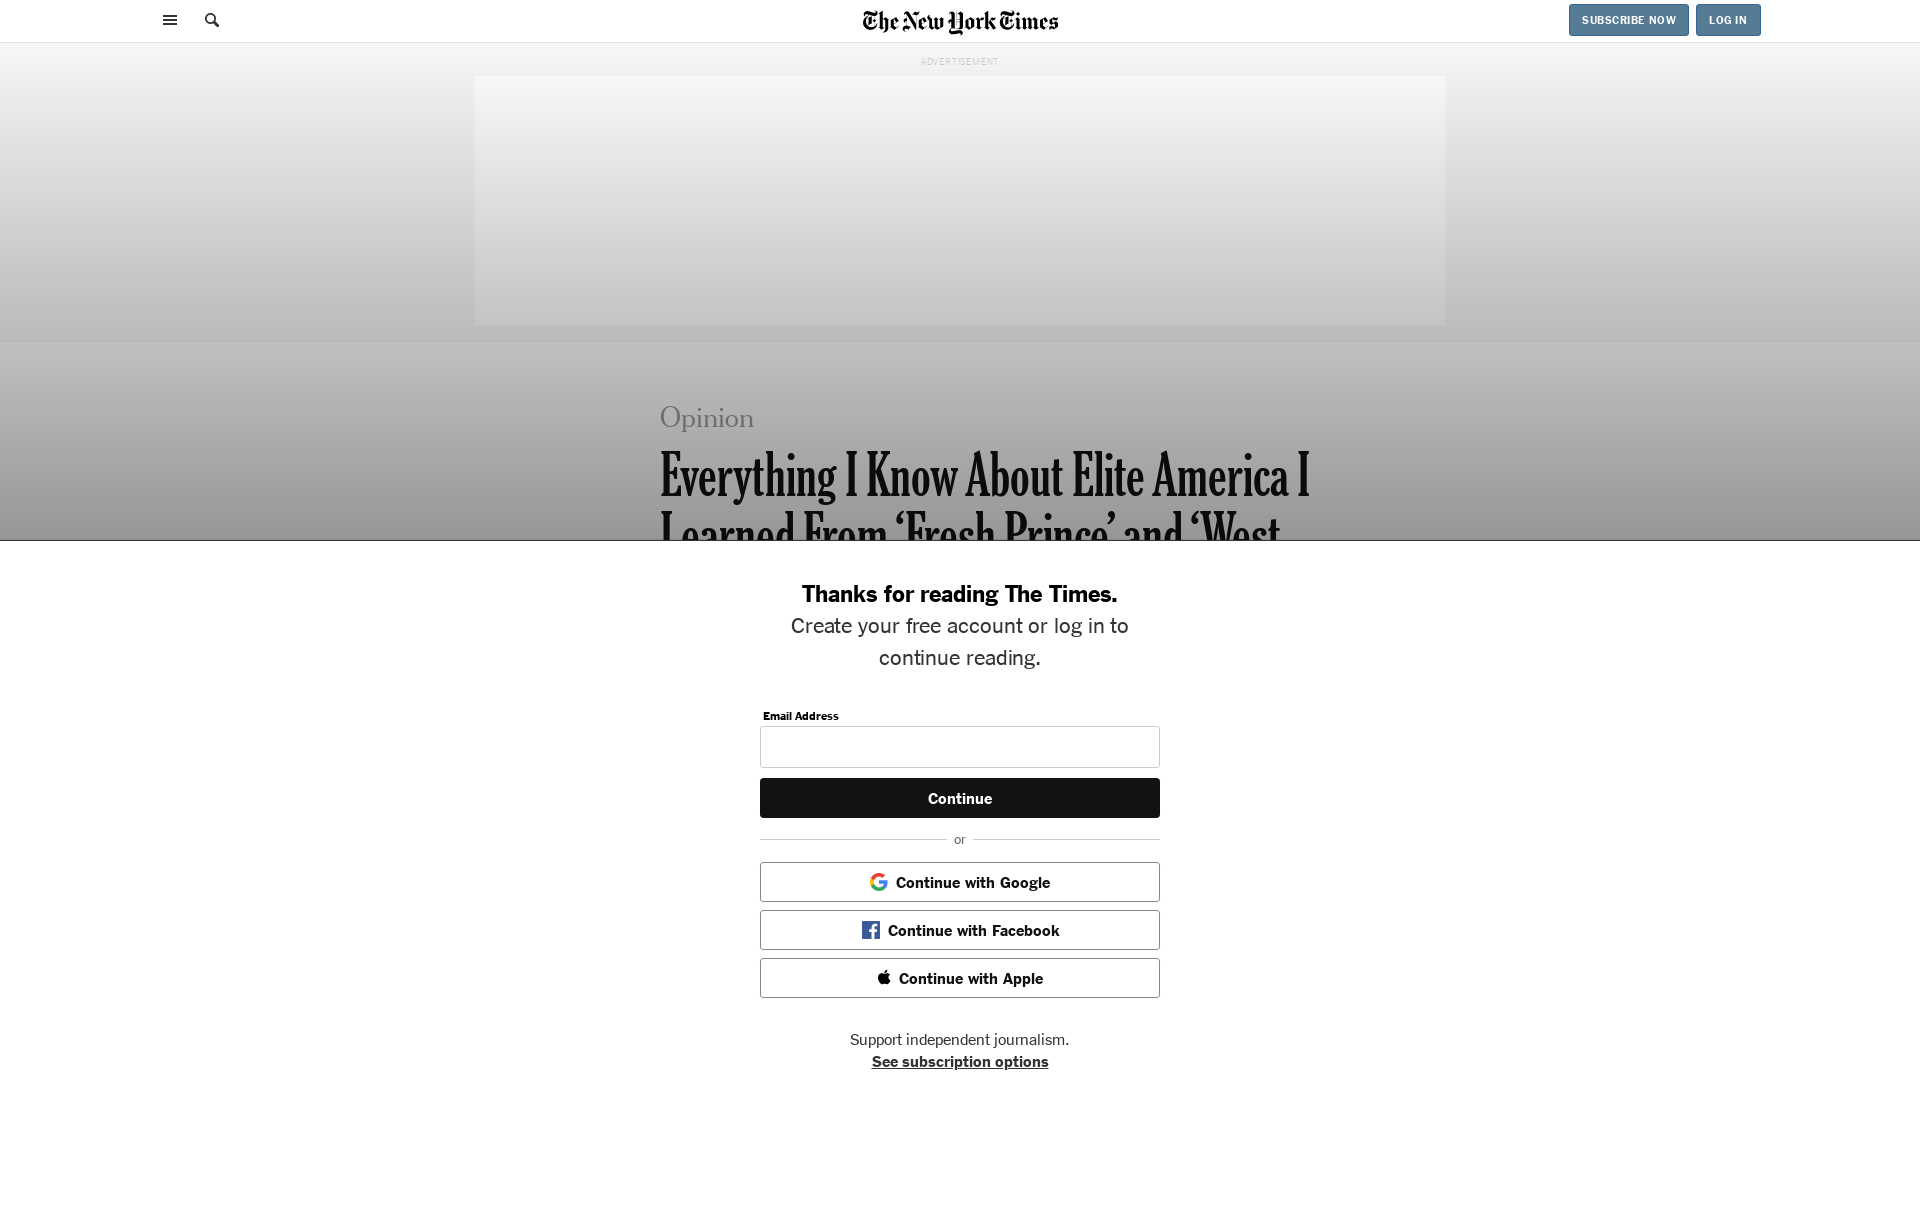 The New York Times
SUBSCRIBE NOW
LOG IN
ADVERTISEMENT
Opinion
Everything I Know About Elite America I
Learned From ‘Fresh Prince’ and ‘West
Thanks for reading The Times.
Create your free account or log in to
continue reading.
Email Address
Continue
or
Continue with Google
Continue with Facebook
Continue with Apple
Support independent journalism.
See subscription options